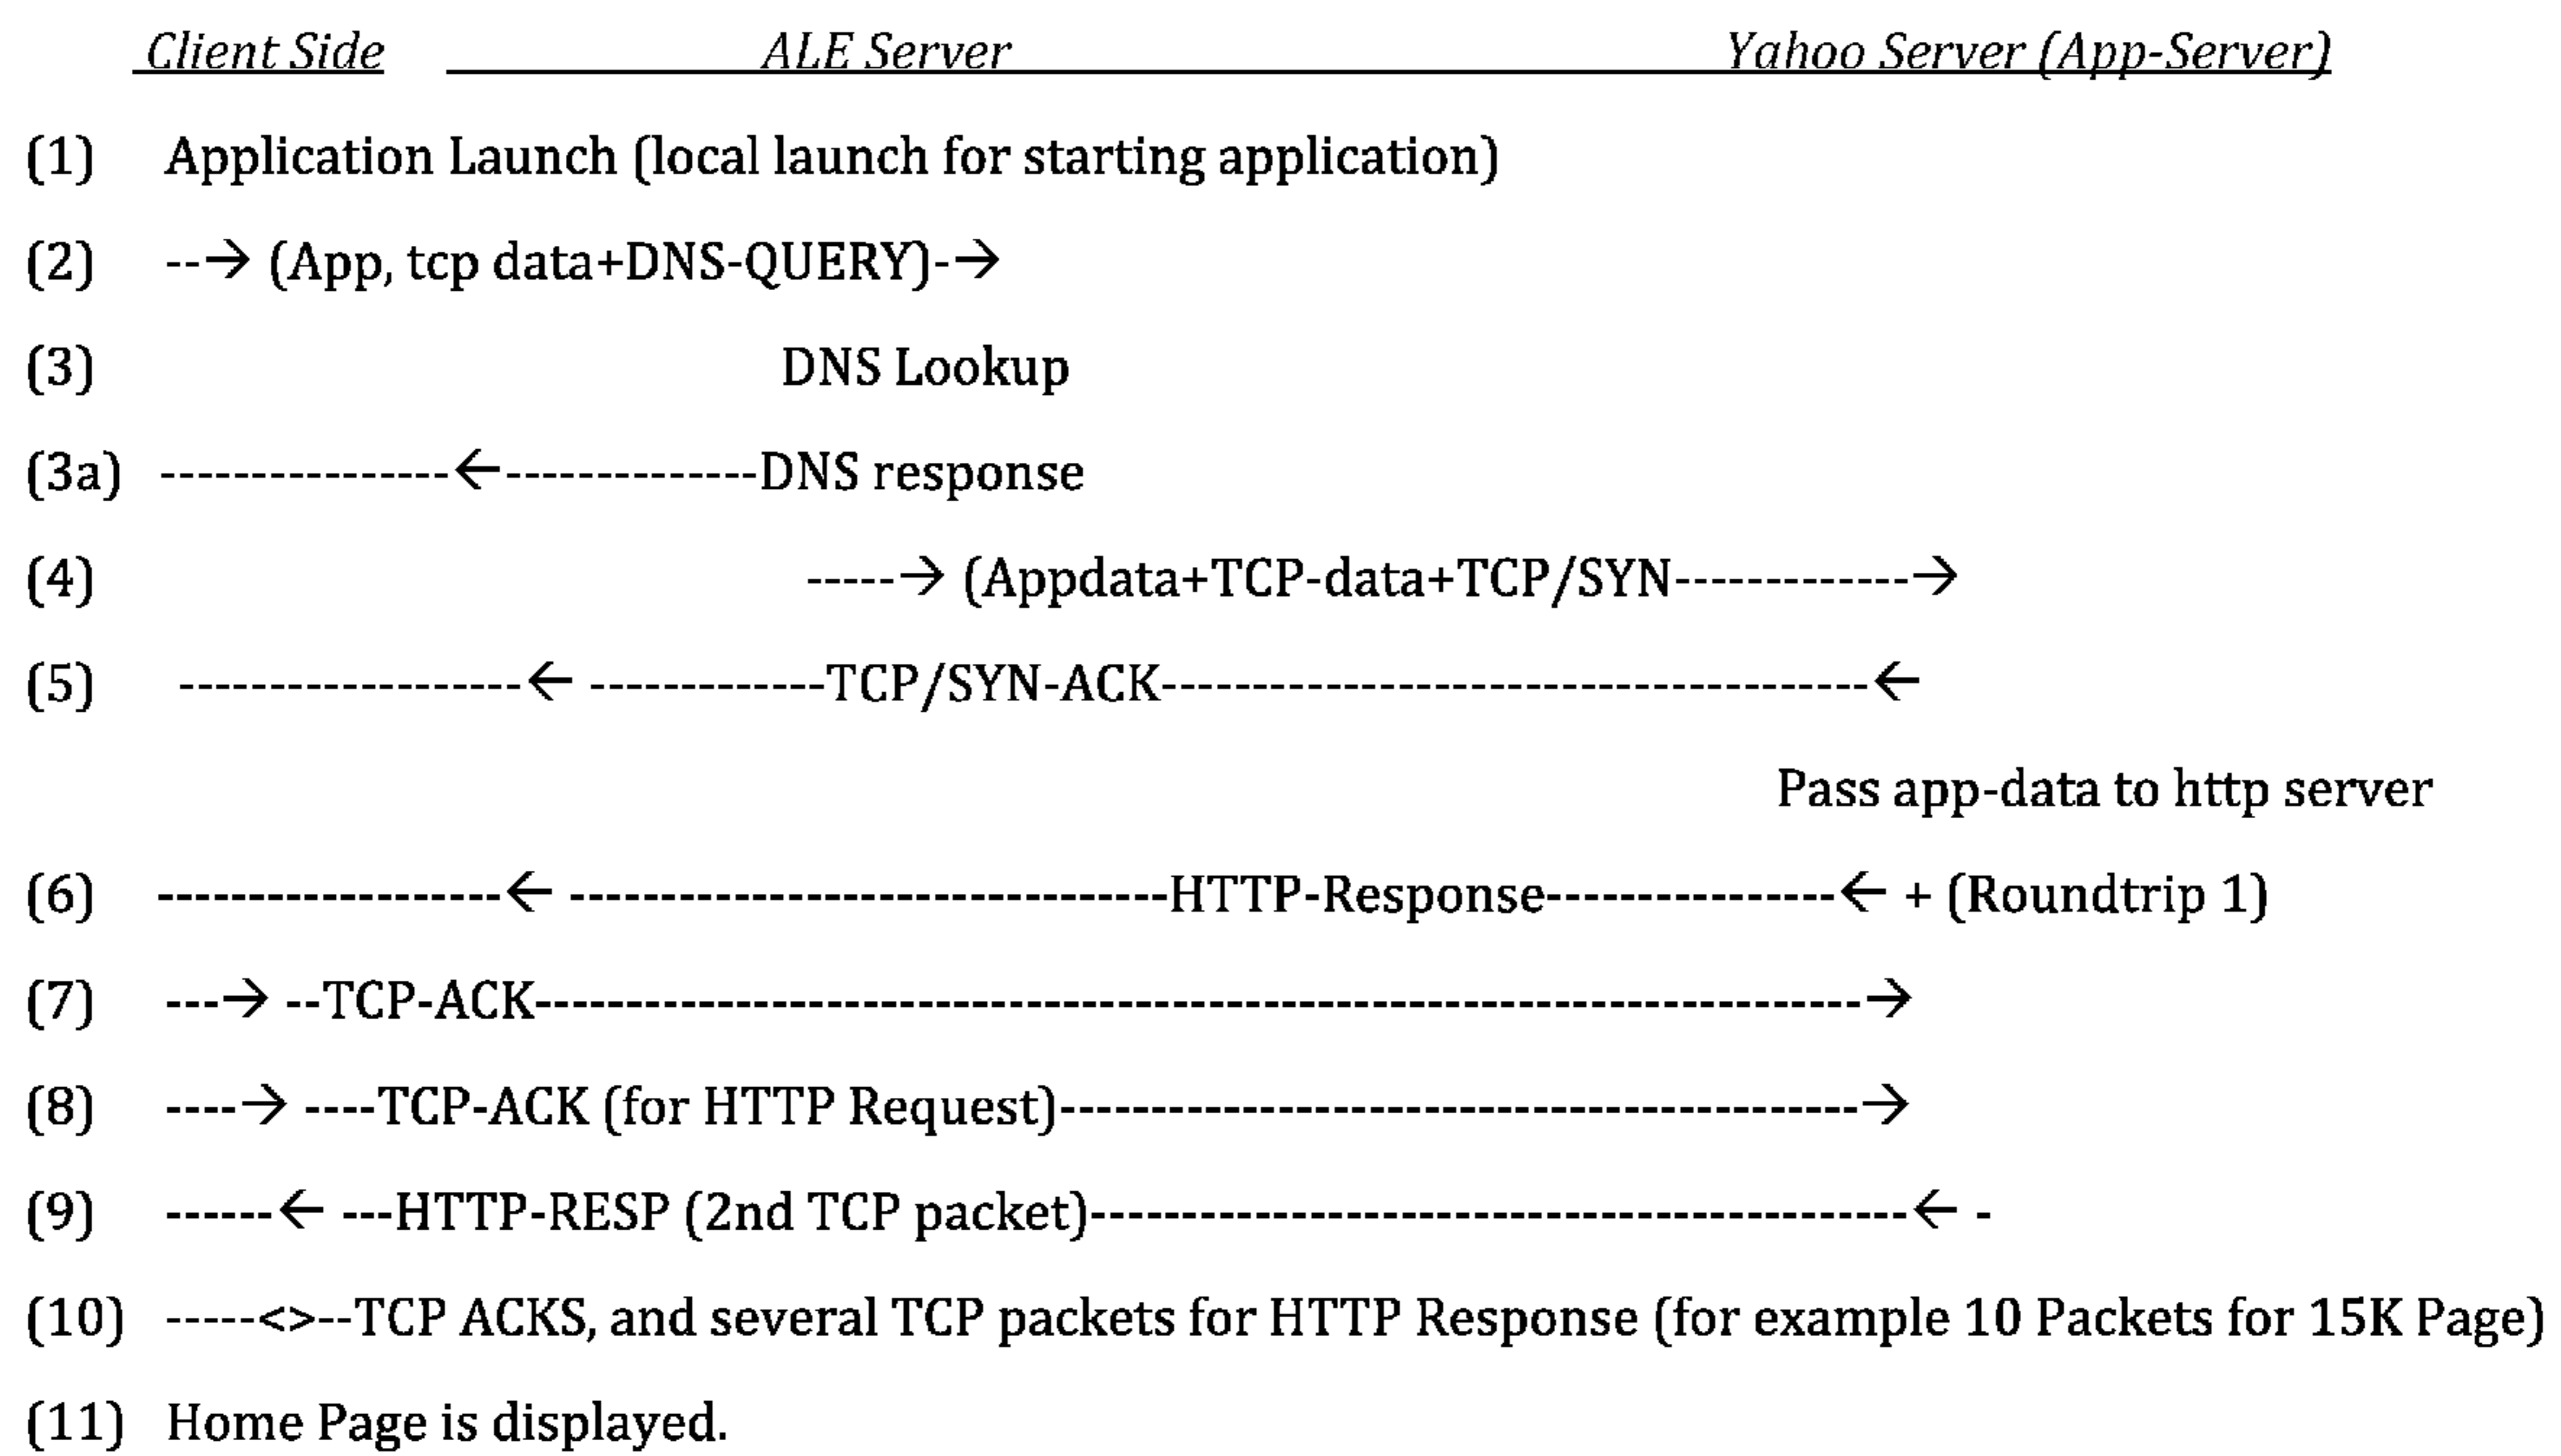 Client Side ALE Server Yahoo Server (App-Server)
(1) Application Launch (local launch for starting application)
(2) --→ (App, tcp data+DNS-QUERY)-→
(3) DNS Lookup
(3a) ----------------←--------------DNS response
(4) -----→ (Appdata+TCP-data+TCP/SYN-------------→
(5) -------------------← -------------TCP/SYN-ACK---------------------------------------←
Pass app-data to http server
(6) -------------------← ---------------------------------HTTP-Response----------------← + (Roundtrip 1)
(7) ---→ --TCP-ACK-------------------------------------------------------------------------→
(8) ----→ ----TCP-ACK (for HTTP Request)--------------------------------------------→
(9) ------← ---HTTP-RESP (2nd TCP packet)---------------------------------------------← -
(10) -----<>--TCP ACKS, and several TCP packets for HTTP Response (for example 10 Packets for 15K Page)
(11) Home Page is displayed.